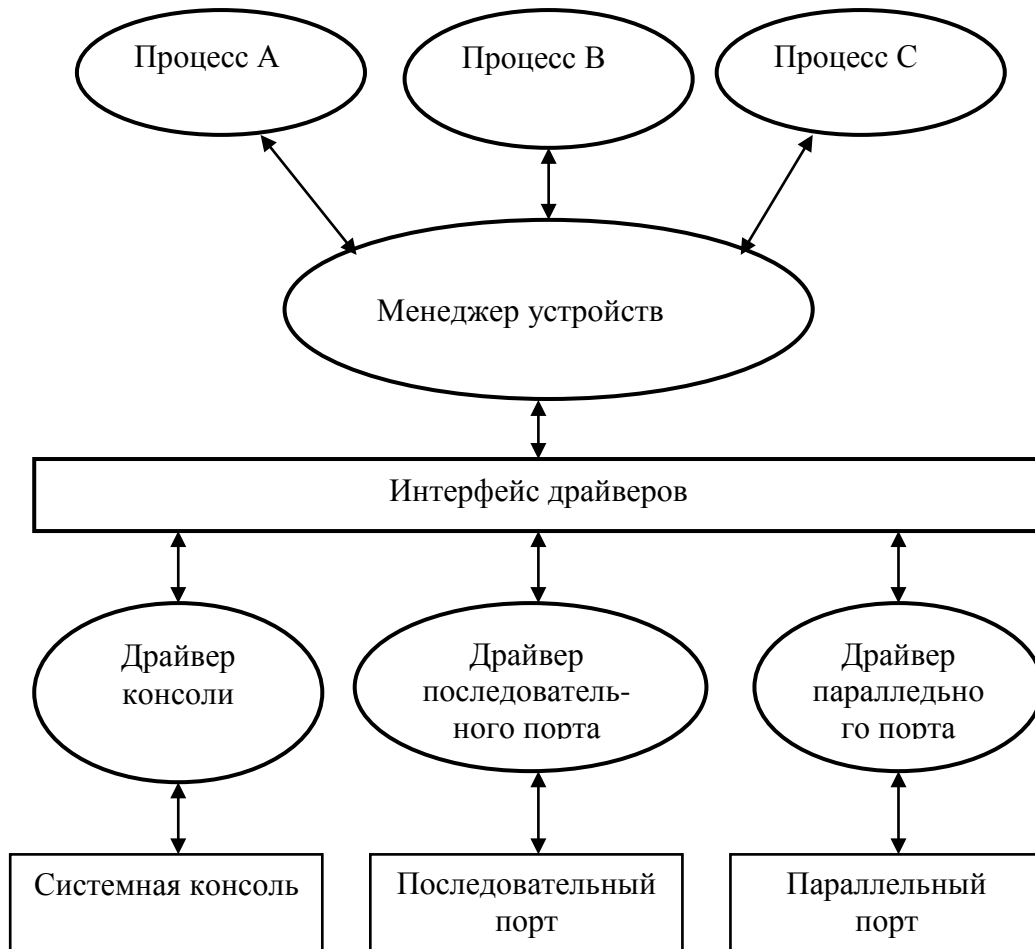 Процесс A
Процесс B
Процесс C
Менеджер устройств
Интерфейс драйверов
Драйвер
консоли
Драйвер
последователь-
ного порта
Драйвер
паралледьно
го порта
Системная консоль
Последовательный
порт
Параллельный
порт